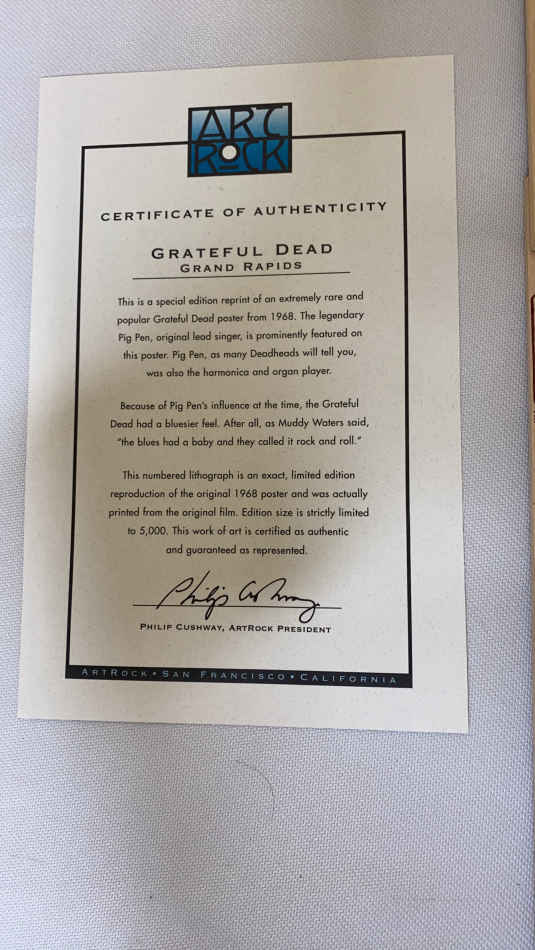 ART
ROCK
CERTIFICATE OF AUTHENTICITY
GRATEFUL DEAD
GRAND RAPIDS
This is a special edition reprint of an extremely rare and
popular Grateful Dead poster from 1968. The legendary
Pig Pen, original lead singer, is prominently featured on
this poster. Pig Pen, as many Deadheads will tell you,
was also the harmonica and organ player.
Because of Pig Pen's influence at the time, the Grateful
Dead had a bluesier feel. After all, as Muddy Waters said,
"the blues had a baby and they called it rock and roll."
This numbered lithograph is an exact, limited edition
reproduction of the original 1968 poster and was actually
printed from the original film. Edition size is strictly limited
to 5,000. This work of art is certified as authentic
and guaranteed as represented.
Philip Cushway
PHILIP CUSHWAY, ARTROCK PRESIDENT
ARTROCK • SAN FRANCISCO • CALIFORNIA